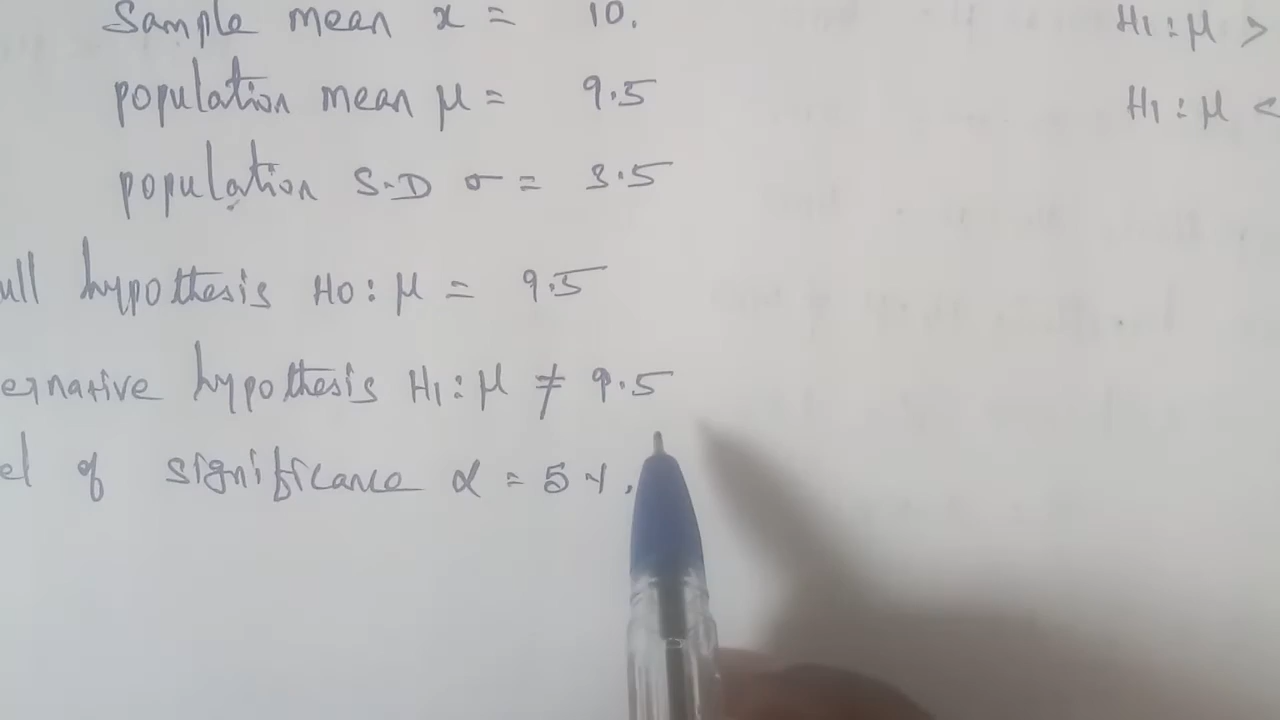 Sample mean x = 10.
population mean μ = 9.5
population S.D σ = 3.5
ull hypothesis H0 : μ = 9.5
ernative hypothesis H1 : μ ≠ 9.5
el of significance α = 5 %.
H1 : μ >
H1 : μ <